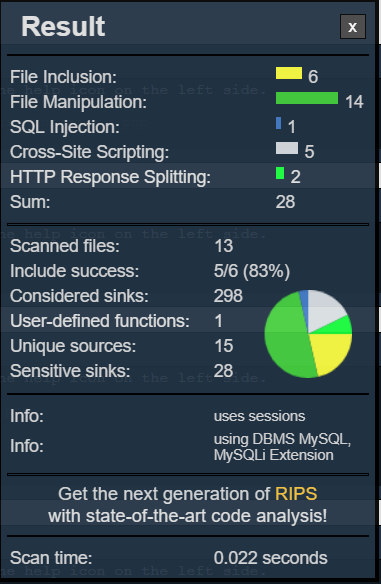 Result
x
File Inclusion: 6
File Manipulation: 14
SQL Injection: 1
Cross-Site Scripting: 5
HTTP Response Splitting: 2
Sum: 28
Scanned files: 13
Include success: 5/6 (83%)
Considered sinks: 298
User-defined functions: 1
Unique sources: 15
Sensitive sinks: 28
Info: uses sessions
Info: using DBMS MySQL,
MySQLi Extension
Get the next generation of RIPS
with state-of-the-art code analysis!
Scan time: 0.022 seconds